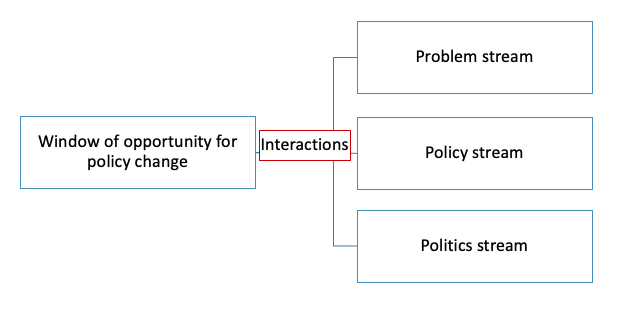 Window of opportunity for
policy change
Interactions
Problem stream
Policy stream
Politics stream